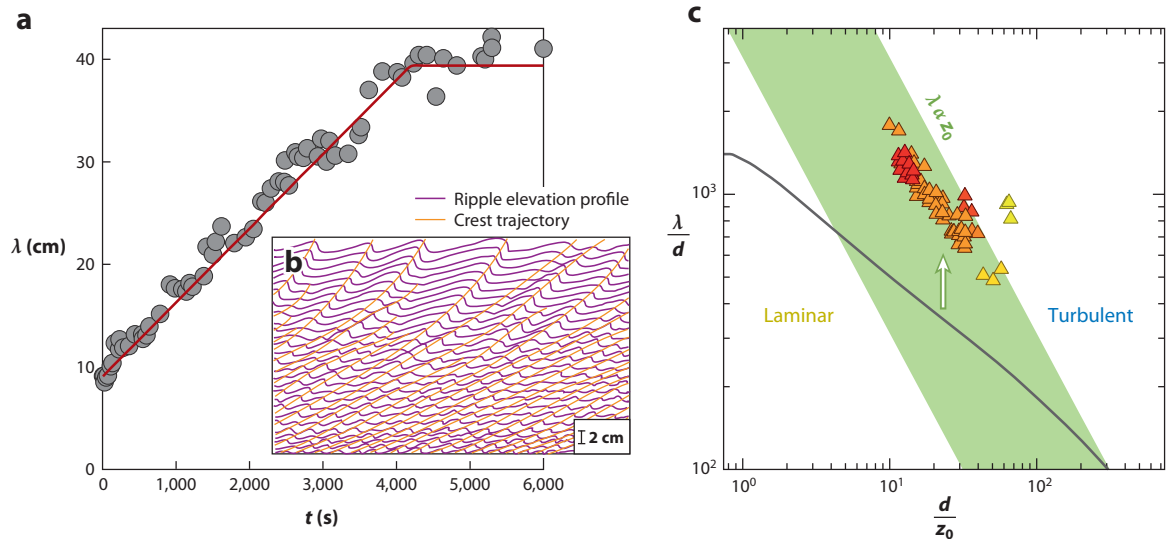 a
λ (cm)
40
30
20
10
0
0
1,000
2,000
3,000
4,000
5,000
6,000
t (s)
Ripple elevation profile
Crest trajectory
b
2 cm
c
λ/d
10³
10²
10⁰
10¹
10²
d/z₀
λ α z₀
Laminar
Turbulent